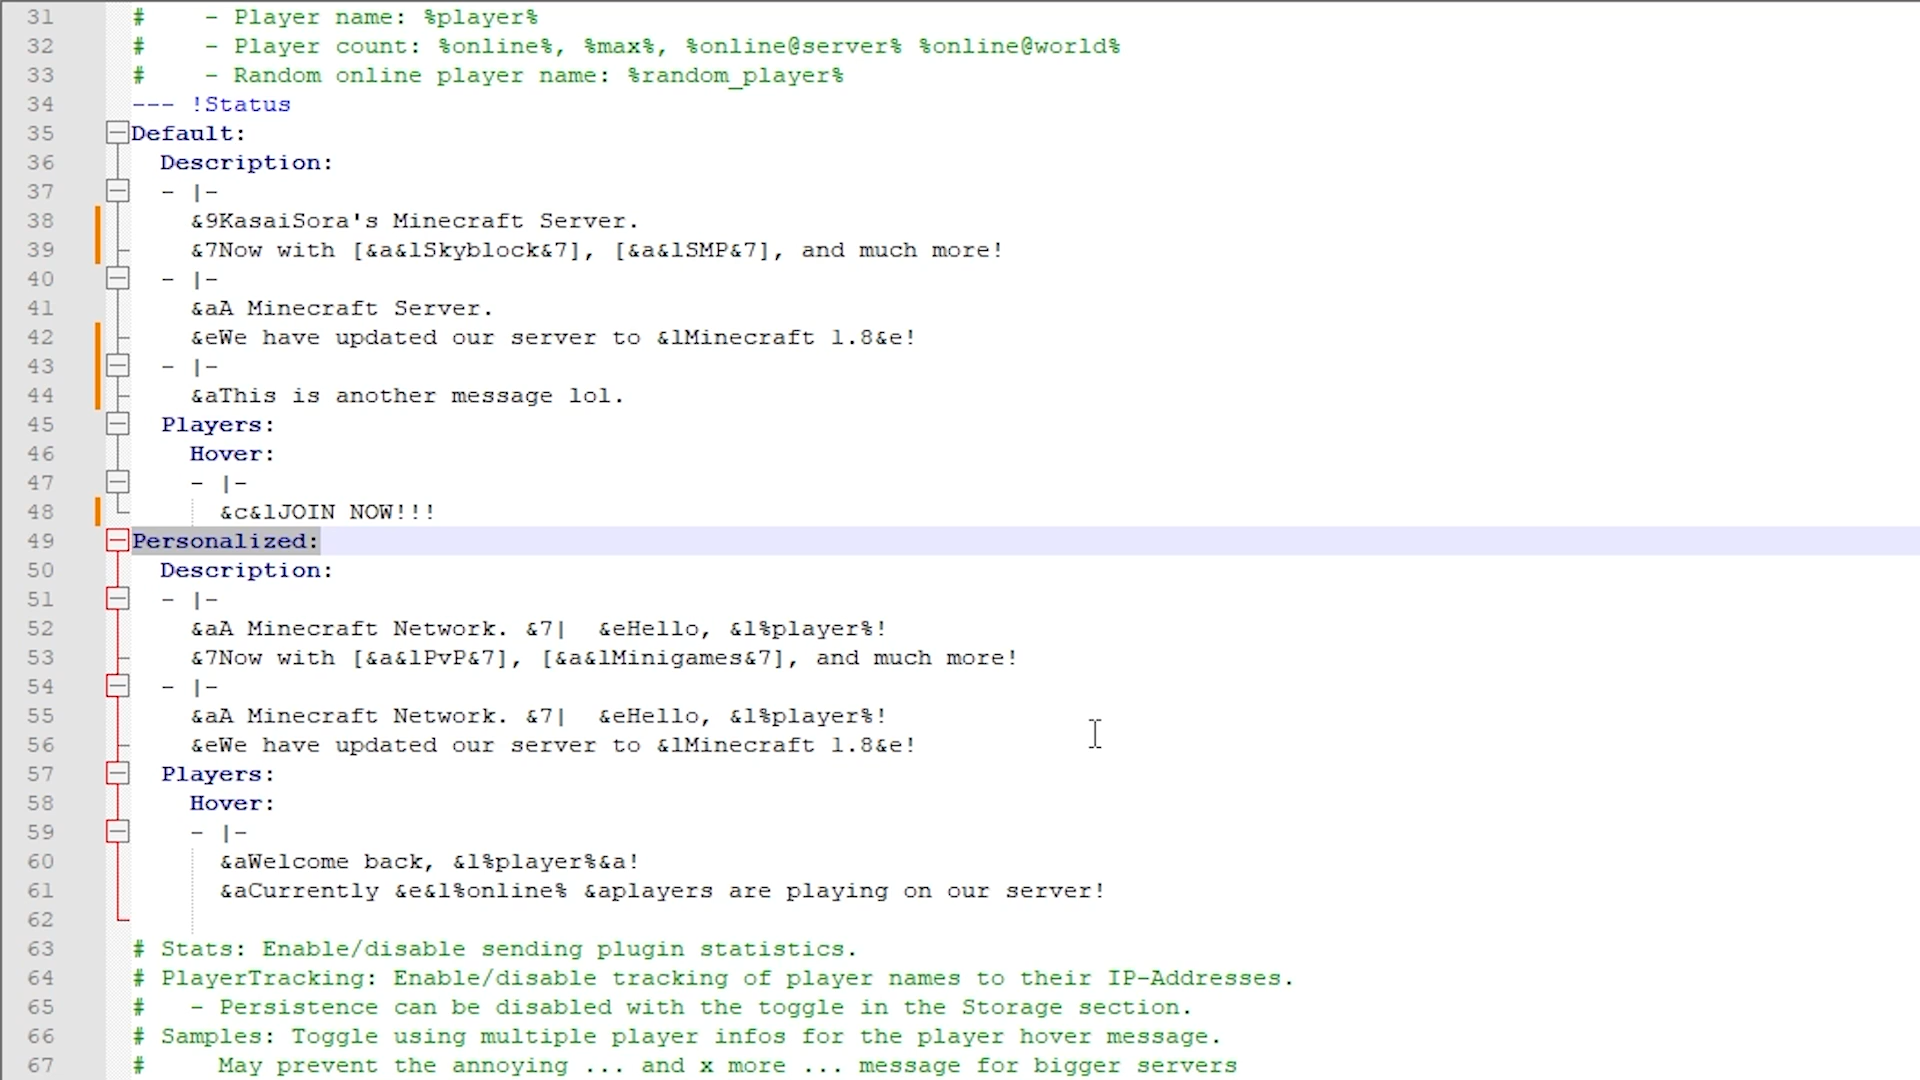 31 #    - Player name: %player%
32 #    - Player count: %online%, %max%, %online@server% %online@world%
33 #    - Random online player name: %random_player%
34 --- !Status
35 Default:
36   Description:
37   - |-
38     &9KasaiSora's Minecraft Server.
39     &7Now with [&a&lSkyblock&7], [&a&lSMP&7], and much more!
40   - |-
41     &aA Minecraft Server.
42     &eWe have updated our server to &lMinecraft 1.8&e!
43   - |-
44     &aThis is another message lol.
45   Players:
46     Hover:
47     - |-
48       &c&lJOIN NOW!!!
49 Personalized:
50   Description:
51   - |-
52     &aA Minecraft Network. &7|  &eHello, &l%player%!
53     &7Now with [&a&lPvP&7], [&a&lMinigames&7], and much more!
54   - |-
55     &aA Minecraft Network. &7|  &eHello, &l%player%!
56     &eWe have updated our server to &lMinecraft 1.8&e!
57   Players:
58     Hover:
59     - |-
60       &aWelcome back, &l%player%&a!
61       &aCurrently &e&l%online% &aplayers are playing on our server!
62
63 # Stats: Enable/disable sending plugin statistics.
64 # PlayerTracking: Enable/disable tracking of player names to their IP-Addresses.
65 #   - Persistence can be disabled with the toggle in the Storage section.
66 # Samples: Toggle using multiple player infos for the player hover message.
67 #     May prevent the annoying ... and x more ... message for bigger servers